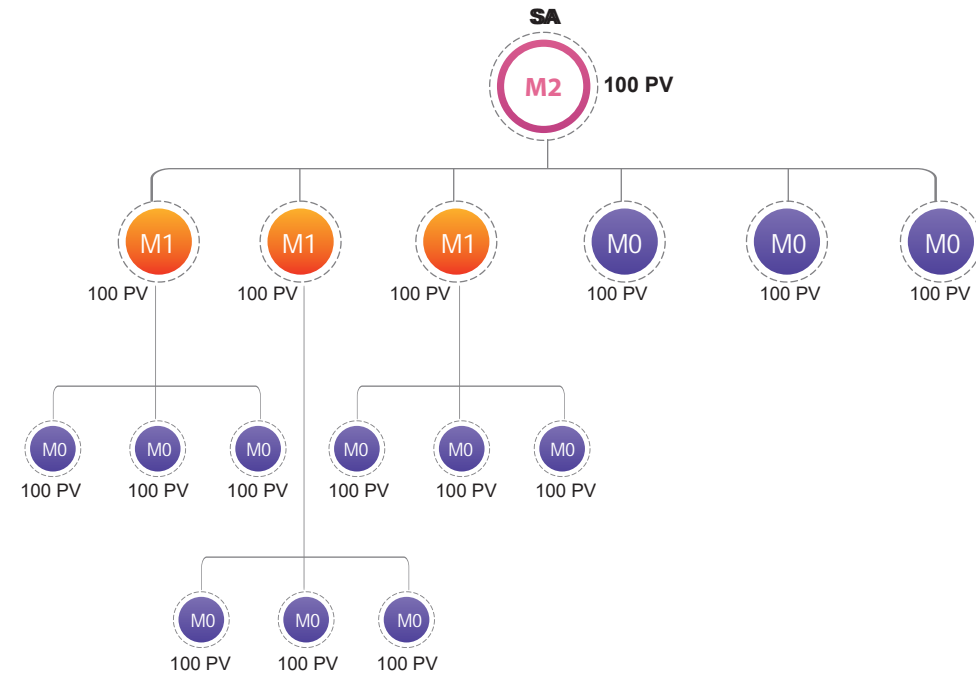 SA
M2 100 PV
M1 M1 M1 M0 M0 M0
100 PV 100 PV 100 PV 100 PV 100 PV 100 PV
M0 M0 M0 M0 M0 M0
100 PV 100 PV 100 PV 100 PV 100 PV 100 PV
M0 M0 M0
100 PV 100 PV 100 PV